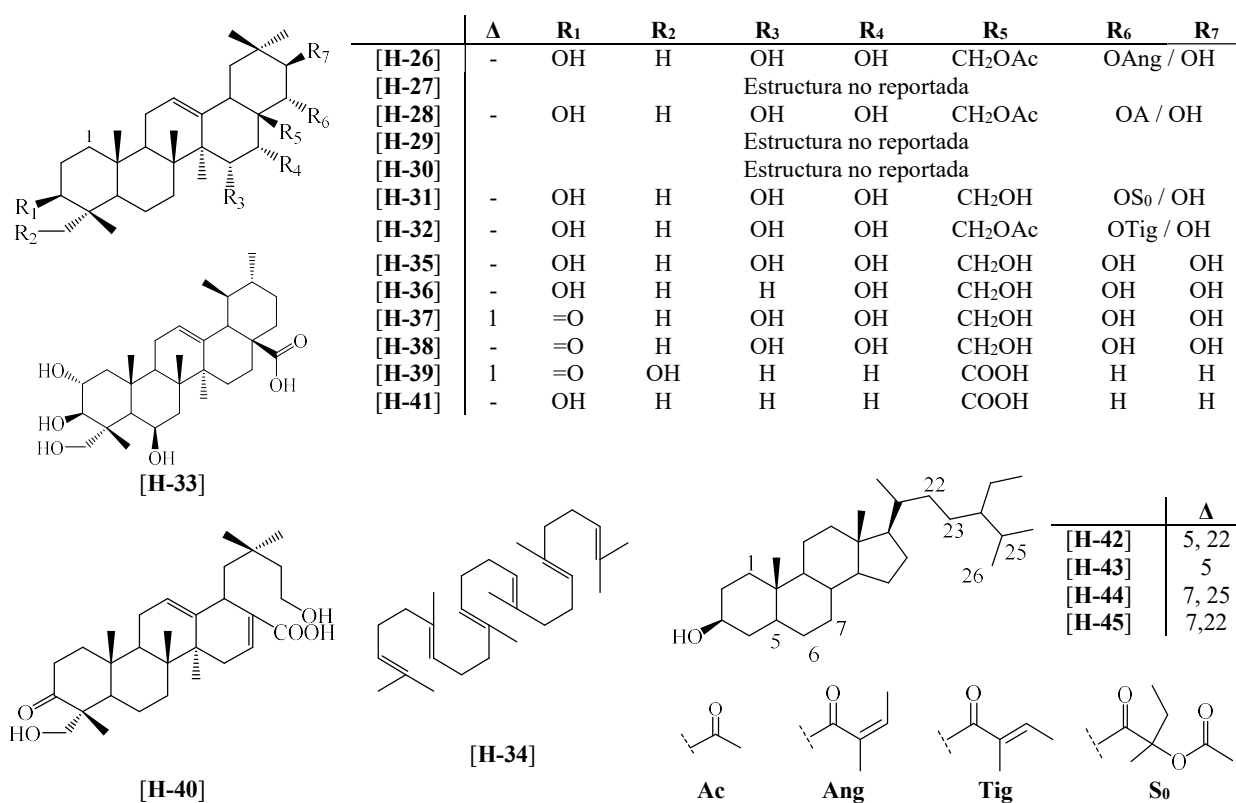 Δ R₁ R₂ R₃ R₄ R₅ R₆ R₇
[H-26] - OH H OH OH CH₂OAc OAng / OH
[H-27] Estructura no reportada
[H-28] - OH H OH OH CH₂OAc OA / OH
[H-29] Estructura no reportada
[H-30] Estructura no reportada
[H-31] - OH H OH OH CH₂OH OS₀ / OH
[H-32] - OH H OH OH CH₂OAc OTig / OH
[H-35] - OH H OH OH CH₂OH OH OH
[H-36] - OH H H OH CH₂OH OH OH
[H-37] 1 =O H OH OH CH₂OH OH OH
[H-38] - =O H OH OH CH₂OH OH OH
[H-39] 1 =O OH H H COOH H H
[H-41] - OH H H H COOH H H
R₇
R₆
1
R₅
R₄
R₁
R₃
R₂
O
HO
OH
HO
HO
OH
[H-33]
OH
COOH
O
HO
[H-40]
[H-34]
22
23
25
1
26
HO
5
7
6
Δ
[H-42] 5, 22
[H-43] 5
[H-44] 7, 25
[H-45] 7,22
O
O
O
O
O
O
Ac Ang Tig S₀